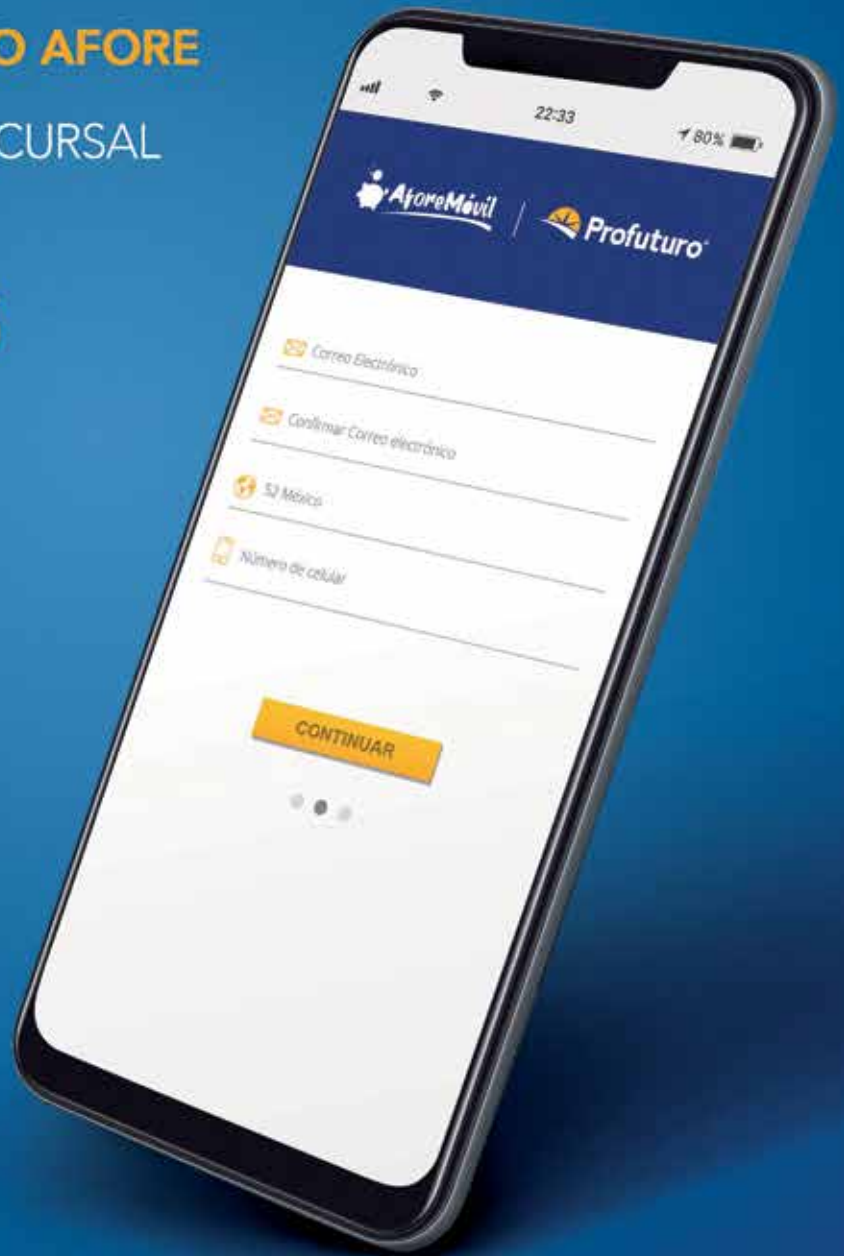 O AFORE
CURSAL
22:33
80%
AforeMóvil
Profuturo
Correo Electrónico
Confirmar Correo electrónico
52 México
Número de celular
CONTINUAR